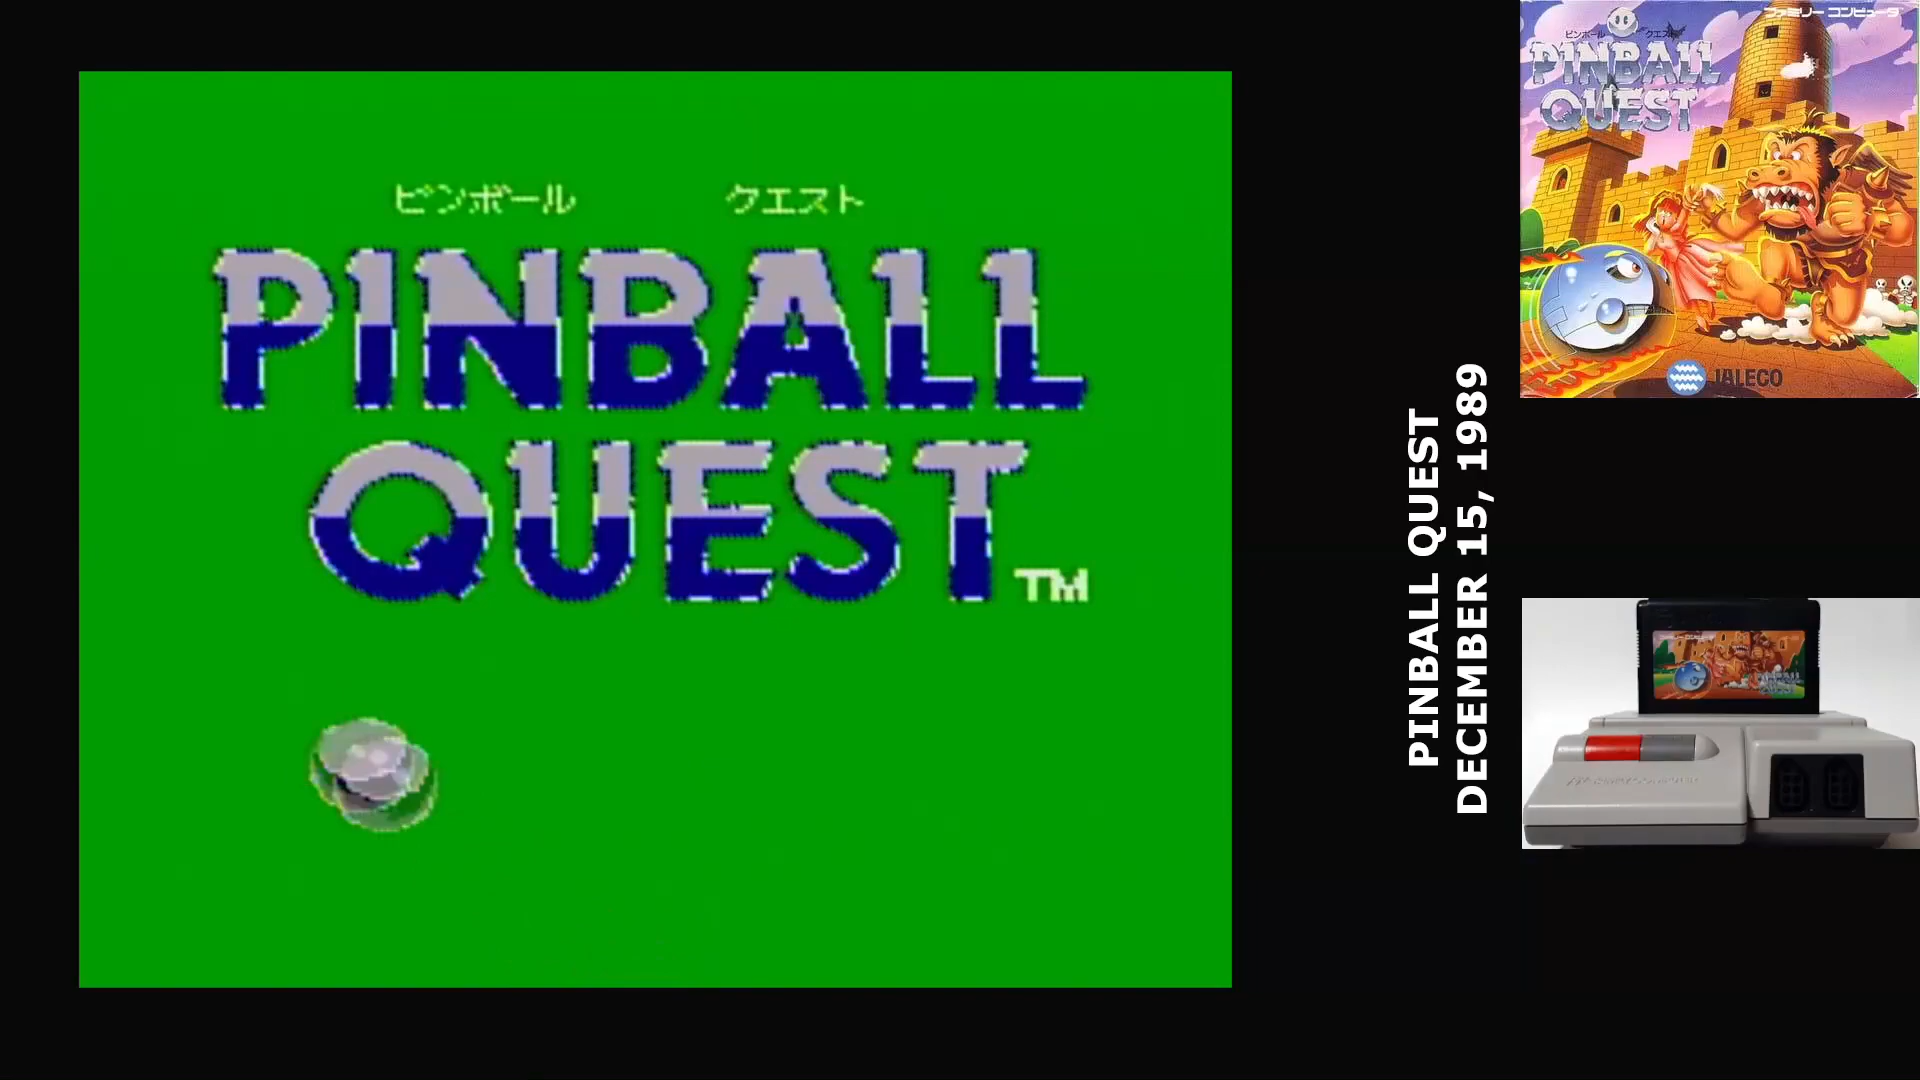 ピンボール クエスト
PINBALL
QUEST
TM
PINBALL QUEST
DECEMBER 15, 1989
ファミリー コンピュータ
ピンボール クエスト
PINBALL
QUEST
JALECO